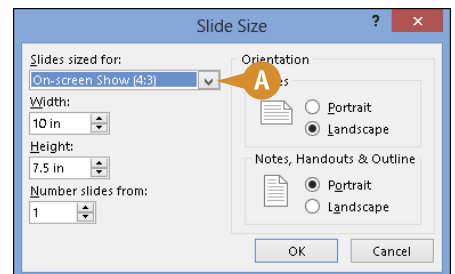 Slide Size
?
Slides sized for:
On-screen Show (4:3)
A
Width:
10 in
Height:
7.5 in
Number slides from:
1
Orientation
Portrait
Landscape
Notes, Handouts & Outline
Portrait
Landscape
OK
Cancel